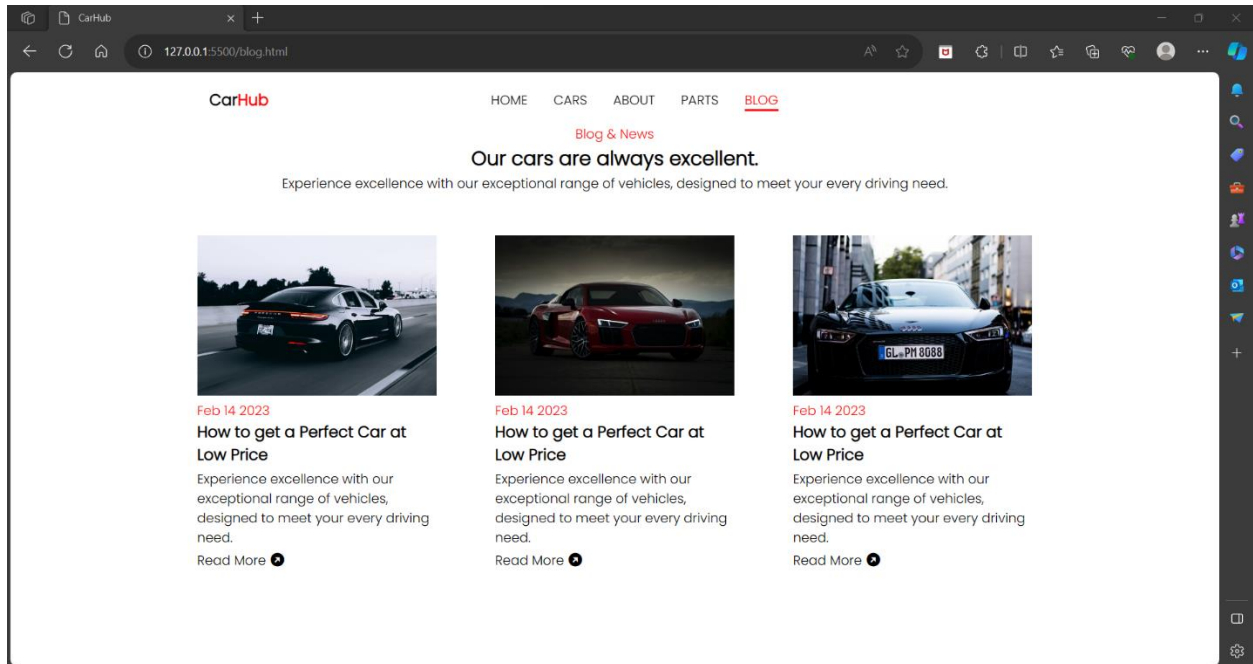 CarHub
127.0.0.1:5500/blog.html
CarHub
HOME CARS ABOUT PARTS BLOG
Blog & News
Our cars are always excellent.
Experience excellence with our exceptional range of vehicles, designed to meet your every driving need.
GL PM 8088
Feb 14 2023
How to get a Perfect Car at
Low Price
Experience excellence with our
exceptional range of vehicles,
designed to meet your every driving
need.
Read More
Feb 14 2023
How to get a Perfect Car at
Low Price
Experience excellence with our
exceptional range of vehicles,
designed to meet your every driving
need.
Read More
Feb 14 2023
How to get a Perfect Car at
Low Price
Experience excellence with our
exceptional range of vehicles,
designed to meet your every driving
need.
Read More